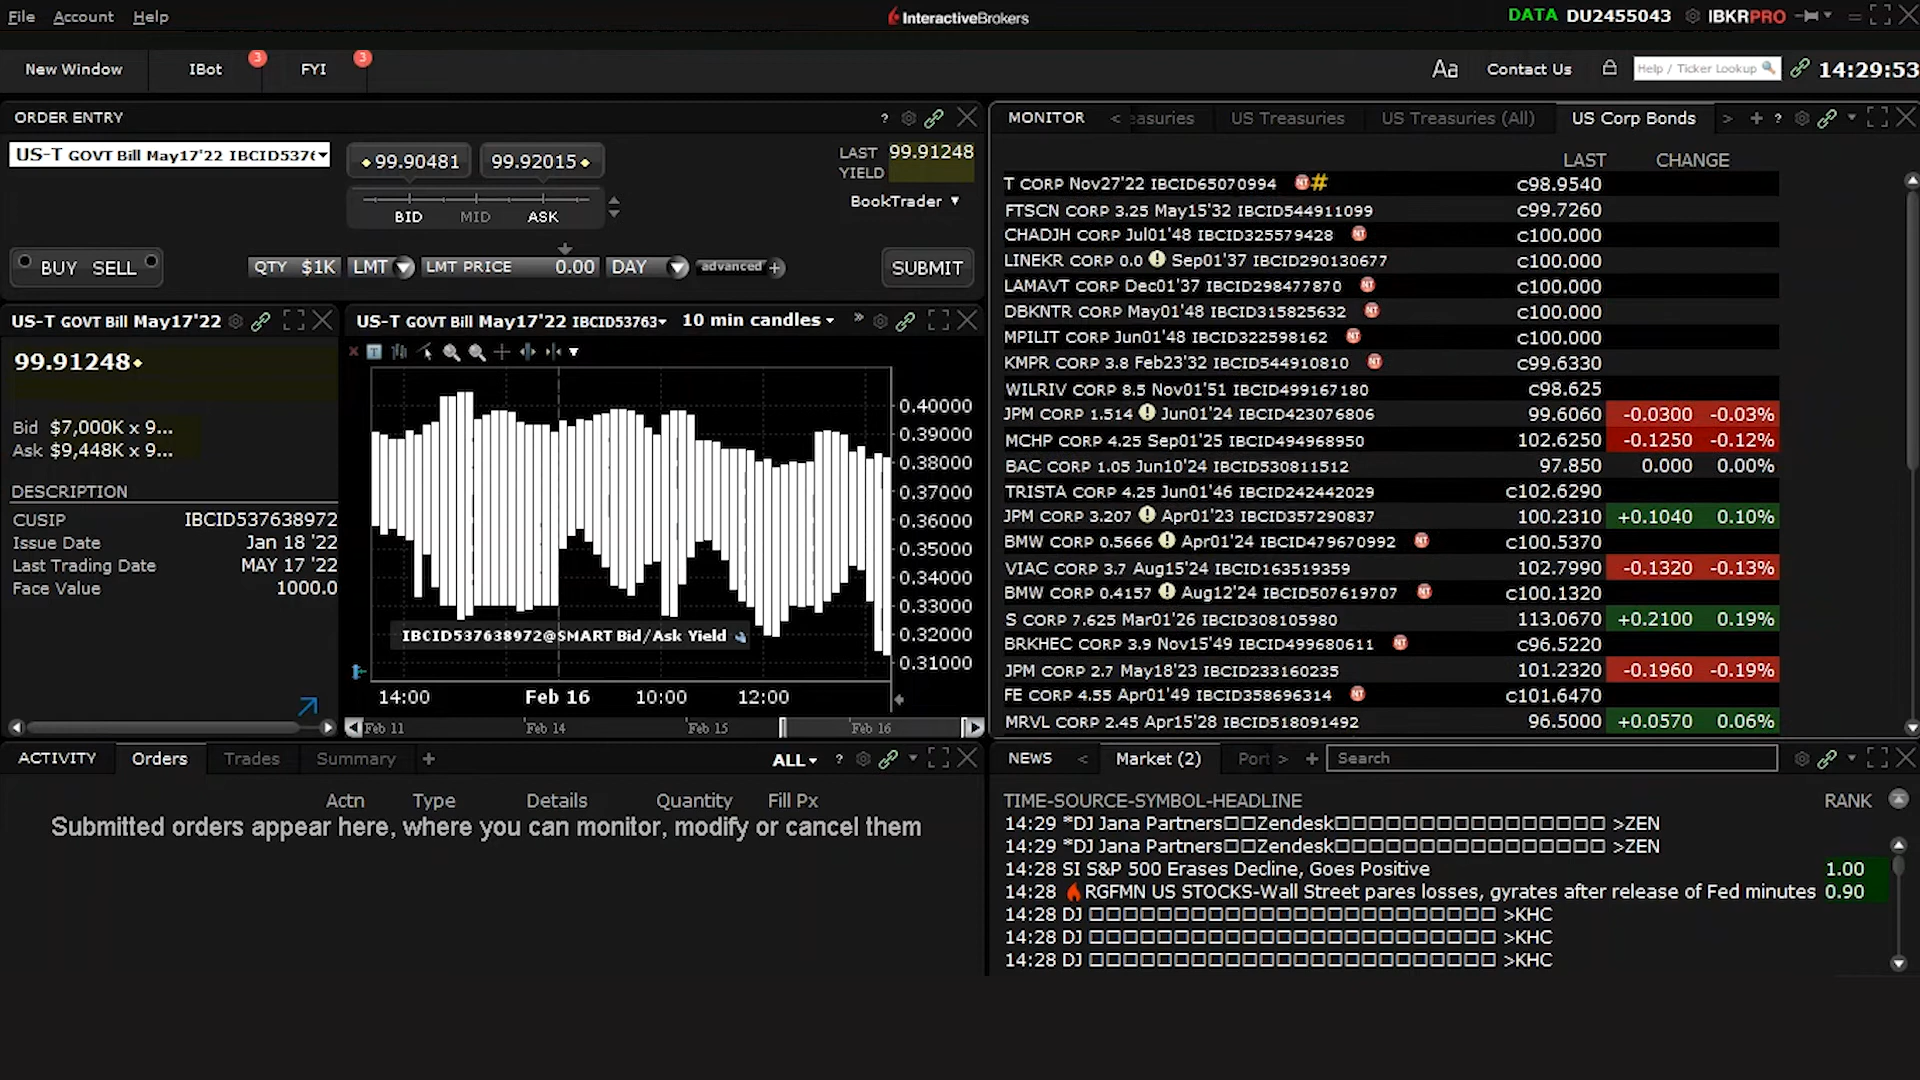 File Account Help
InteractiveBrokers
DATA DU2455043 IBKRPRO
New Window IBot 3 FYI 3
Aa Contact Us Help / Ticker Lookup 14:29:53
ORDER ENTRY ?
US-T GOVT Bill May17'22
99.90481 99.92015
LAST 99.91248
YIELD
BID MID ASK
BookTrader
BUY SELL QTY $1K LMT LMT PRICE 0.00 DAY advanced + SUBMIT
US-T GOVT Bill May17'22
99.91248
Bid $7,000K x 9...
Ask $9,448K x 9...
DESCRIPTION
CUSIP IBCID537638972
Issue Date Jan 18 '22
Last Trading Date MAY 17 '22
Face Value 1000.0
US-T GOVT Bill May17'22 IBCID53763 10 min candles »
0.40000
0.39000
0.38000
0.37000
0.36000
0.35000
0.34000
0.33000
0.32000
0.31000
IBCID537638972@SMART Bid/Ask Yield
14:00 Feb 16 10:00 12:00
Feb 11 Feb 14 Feb 15 Feb 16
MONITOR < easuries US Treasuries US Treasuries (All) US Corp Bonds > + ?
LAST CHANGE
T CORP Nov27'22 IBCID65070994 NT # c98.9540
FTSCN CORP 3.25 May15'32 IBCID544911099 c99.7260
CHADJH CORP Jul01'48 IBCID325579428 NT c100.000
LINEKR CORP 0.0 ! Sep01'37 IBCID290130677 c100.000
LAMAVT CORP Dec01'37 IBCID298477870 NT c100.000
DBKNTR CORP May01'48 IBCID315825632 NT c100.000
MPILIT CORP Jun01'48 IBCID322598162 NT c100.000
KMPR CORP 3.8 Feb23'32 IBCID544910810 NT c99.6330
WILRIV CORP 8.5 Nov01'51 IBCID499167180 c98.625
JPM CORP 1.514 ! Jun01'24 IBCID423076806 99.6060 -0.0300 -0.03%
MCHP CORP 4.25 Sep01'25 IBCID494968950 102.6250 -0.1250 -0.12%
BAC CORP 1.05 Jun10'24 IBCID530811512 97.850 0.000 0.00%
TRISTA CORP 4.25 Jun01'46 IBCID242442029 c102.6290
JPM CORP 3.207 ! Apr01'23 IBCID357290837 100.2310 +0.1040 0.10%
BMW CORP 0.5666 ! Apr01'24 IBCID479670992 NT c100.5370
VIAC CORP 3.7 Aug15'24 IBCID163519359 102.7990 -0.1320 -0.13%
BMW CORP 0.4157 ! Aug12'24 IBCID507619707 NT c100.1320
S CORP 7.625 Mar01'26 IBCID308105980 113.0670 +0.2100 0.19%
BRKHEC CORP 3.9 Nov15'49 IBCID499680611 NT c96.5220
JPM CORP 2.7 May18'23 IBCID233160235 101.2320 -0.1960 -0.19%
FE CORP 4.55 Apr01'49 IBCID358696314 NT c101.6470
MRVL CORP 2.45 Apr15'28 IBCID518091492 96.5000 +0.0570 0.06%
ACTIVITY Orders Trades Summary + ALL ?
Actn Type Details Quantity Fill Px
Submitted orders appear here, where you can monitor, modify or cancel them
NEWS < Market (2) Port > + Search
TIME-SOURCE-SYMBOL-HEADLINE RANK
14:29 *DJ Jana Partners□□Zendesk□□□□□□□□□□□□□□□□ >ZEN
14:29 *DJ Jana Partners□□Zendesk□□□□□□□□□□□□□□□□ >ZEN
14:28 SI S&P 500 Erases Decline, Goes Positive 1.00
14:28 RGFMN US STOCKS-Wall Street pares losses, gyrates after release of Fed minutes 0.90
14:28 DJ □□□□□□□□□□□□□□□□□□□□□□□□ >KHC
14:28 DJ □□□□□□□□□□□□□□□□□□□□□□□□ >KHC
14:28 DJ □□□□□□□□□□□□□□□□□□□□□□□□ >KHC